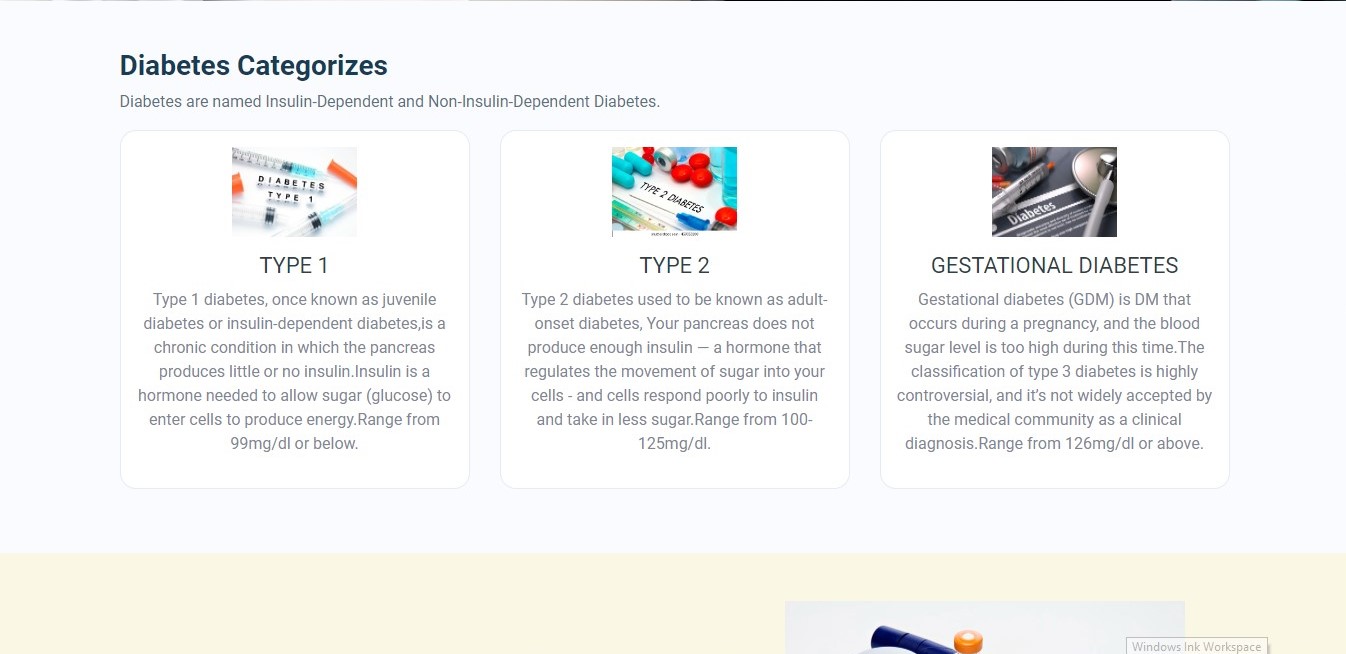 Diabetes Categorizes
Diabetes are named Insulin-Dependent and Non-Insulin-Dependent Diabetes.
DIABETES
TYPE 1
TYPE 1
Type 1 diabetes, once known as juvenile
diabetes or insulin-dependent diabetes,is a
chronic condition in which the pancreas
produces little or no insulin.Insulin is a
hormone needed to allow sugar (glucose) to
enter cells to produce energy.Range from
99mg/dl or below.
TYPE 2 DIABETES
TYPE 2
Type 2 diabetes used to be known as adult-
onset diabetes, Your pancreas does not
produce enough insulin — a hormone that
regulates the movement of sugar into your
cells - and cells respond poorly to insulin
and take in less sugar.Range from 100-
125mg/dl.
Diabetes
GESTATIONAL DIABETES
Gestational diabetes (GDM) is DM that
occurs during a pregnancy, and the blood
sugar level is too high during this time.The
classification of type 3 diabetes is highly
controversial, and it’s not widely accepted by
the medical community as a clinical
diagnosis.Range from 126mg/dl or above.
Windows Ink Workspace